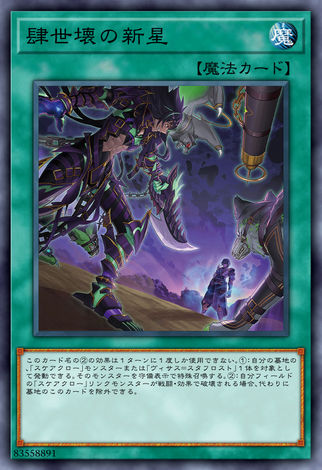 肆世壊の新星
魔
【魔法カード】
このカード名の②の効果は1ターンに1度しか使用できない。①：自分の墓地の
、「スケアクロー」モンスターまたは「ヴィサス＝スタフロスト」1体を対象とし
て発動できる。そのモンスターを守備表示で特殊召喚する。②：自分フィールド
の「スケアクロー」リンクモンスターが戦闘・効果で破壊される場合、代わりに
墓地のこのカードを除外できる。
83558891